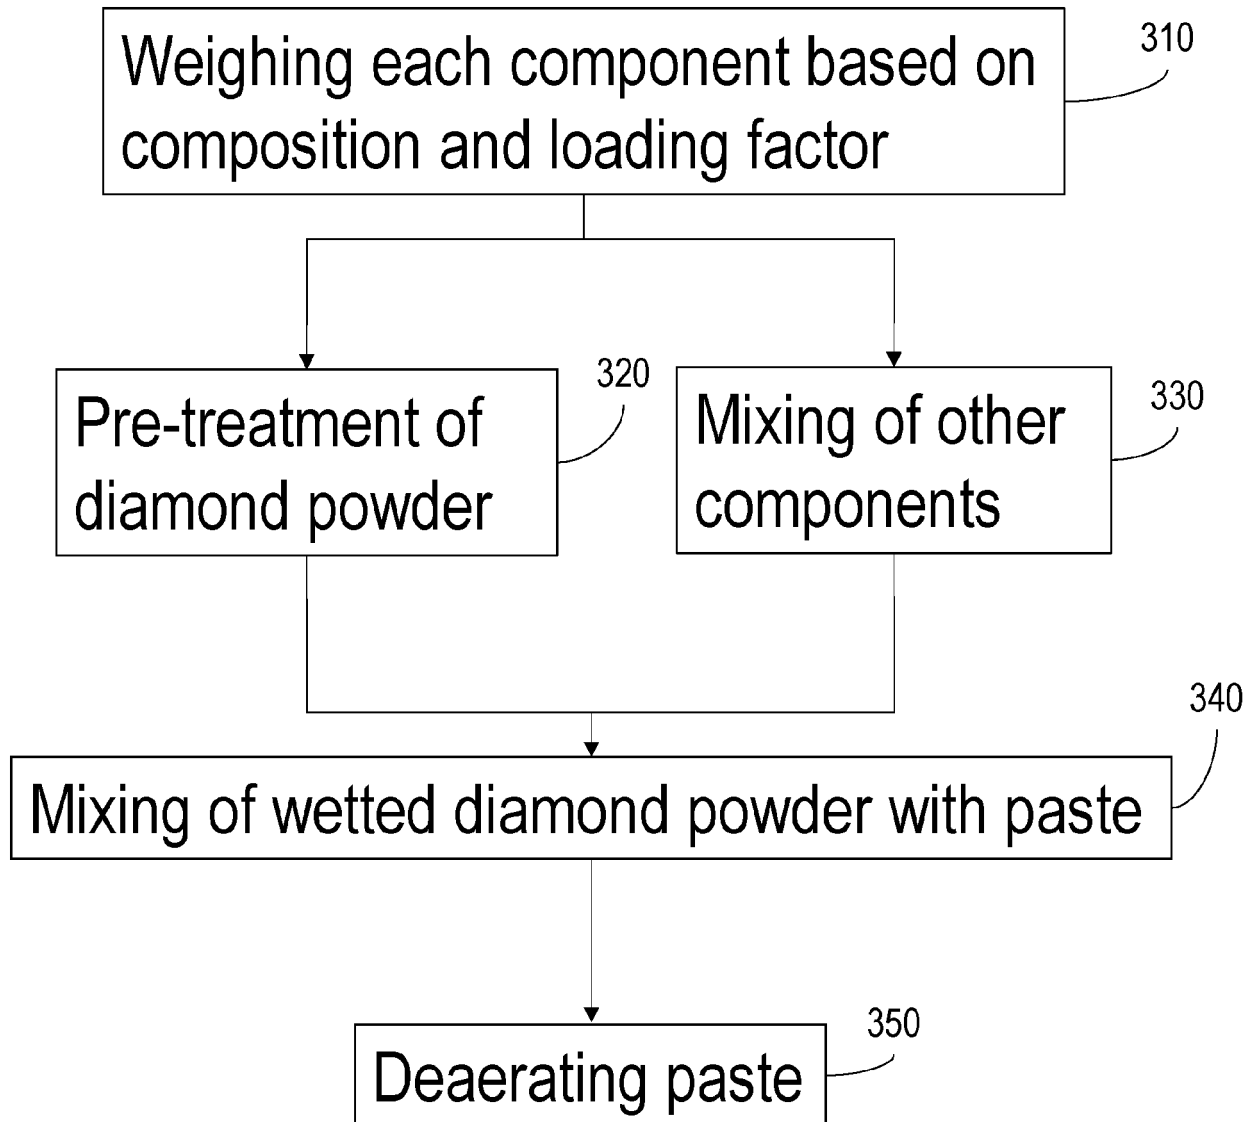 Weighing each component based on
composition and loading factor
310
Pre-treatment of
diamond powder
320
Mixing of other
components
330
Mixing of wetted diamond powder with paste
340
Deaerating paste
350